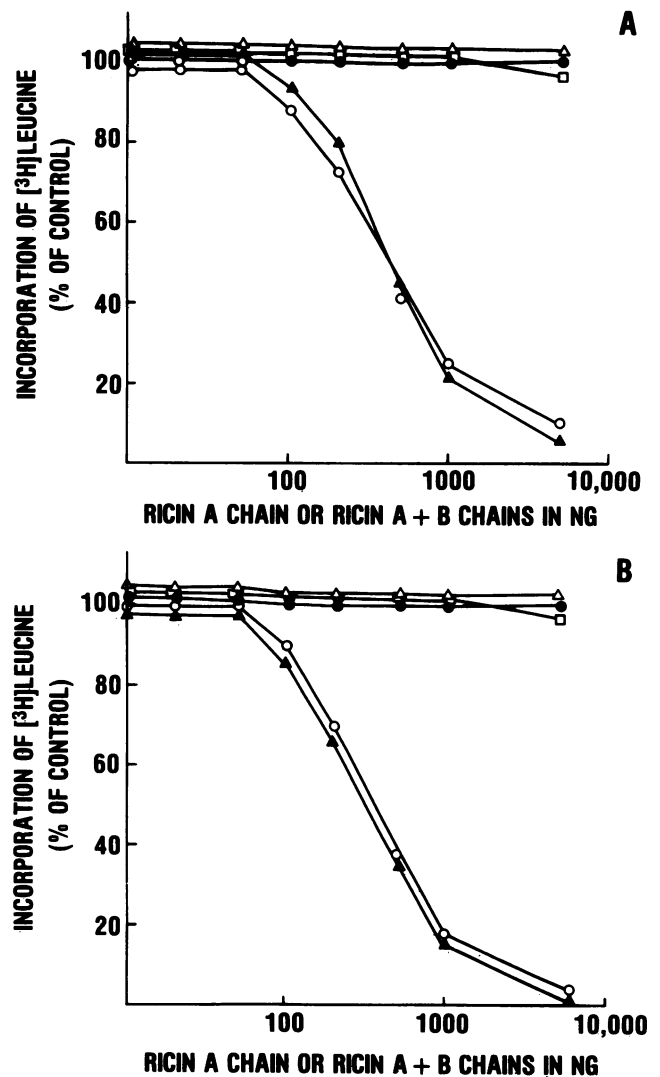 A
INCORPORATION OF [³H]LEUCINE
(% OF CONTROL)
100
80
60
40
20
100
1000
10,000
RICIN A CHAIN OR RICIN A + B CHAINS IN NG
B
INCORPORATION OF [³H]LEUCINE
(% OF CONTROL)
100
80
60
40
20
100
1000
10,000
RICIN A CHAIN OR RICIN A + B CHAINS IN NG